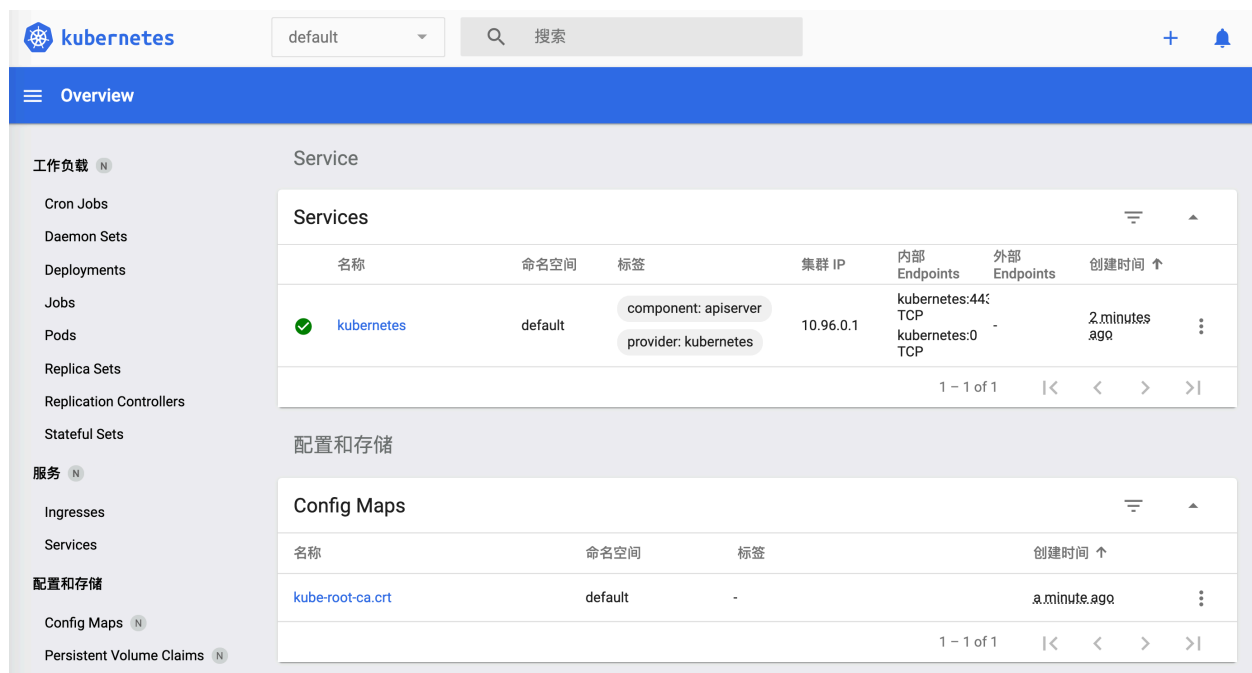 kubernetes
default
搜索
Overview
工作负载 N
Cron Jobs
Daemon Sets
Deployments
Jobs
Pods
Replica Sets
Replication Controllers
Stateful Sets
服务 N
Ingresses
Services
配置和存储
Config Maps N
Persistent Volume Claims N
Service
Services
名称 命名空间 标签 集群 IP 内部 Endpoints 外部 Endpoints 创建时间
kubernetes default component: apiserver provider: kubernetes 10.96.0.1 kubernetes:443 TCP kubernetes:0 TCP - 2 minutes ago
1 – 1 of 1
配置和存储
Config Maps
名称 命名空间 标签 创建时间
kube-root-ca.crt default - a minute ago
1 – 1 of 1